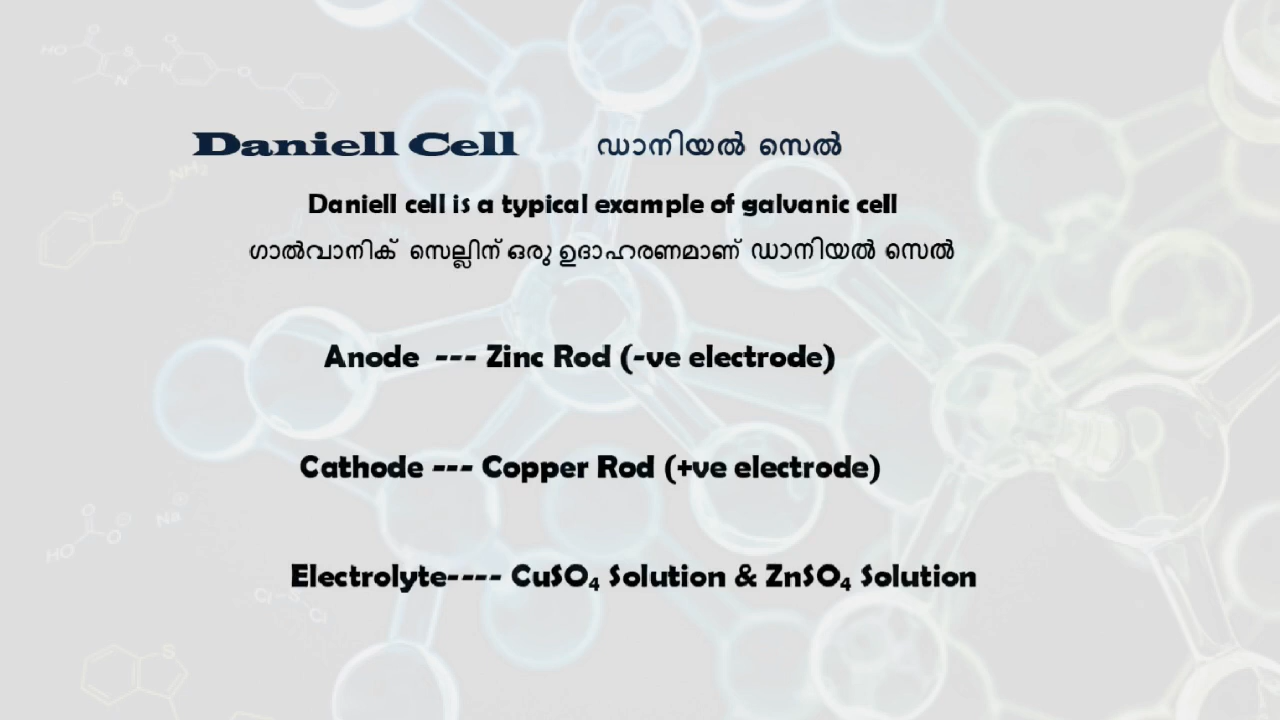 Daniell Cell ഡാനിയൽ സെൽ
Daniell cell is a typical example of galvanic cell
ഗാൽവാനിക് സെല്ലിന് ഒരു ഉദാഹരണമാണ് ഡാനിയൽ സെൽ
Anode --- Zinc Rod (-ve electrode)
Cathode --- Copper Rod (+ve electrode)
Electrolyte---- CuSO₄ Solution & ZnSO₄ Solution